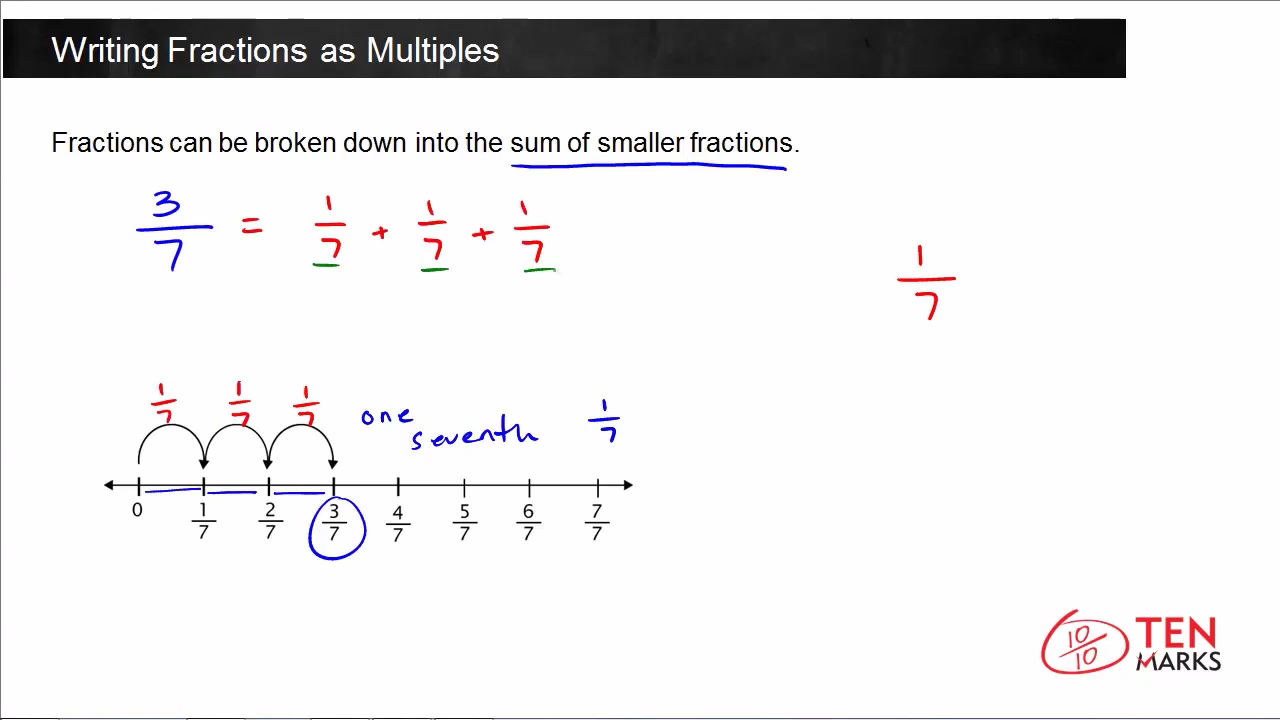 Writing Fractions as Multiples
Fractions can be broken down into the sum of smaller fractions.
3/7 = 1/7 + 1/7 + 1/7
1/7
1/7 1/7 1/7 one
seventh 1/7
0 1/7 2/7 3/7 4/7 5/7 6/7 7/7
10/10 TEN
MARKS